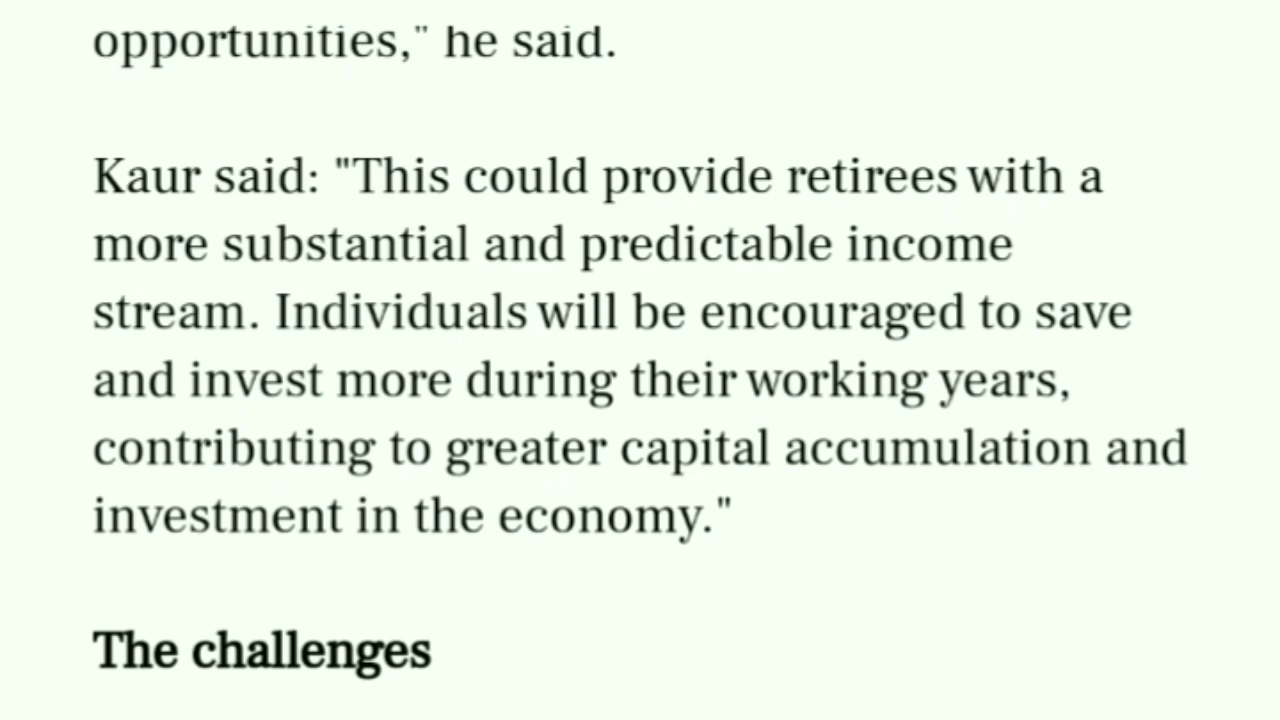 opportunities," he said.
Kaur said: "This could provide retirees with a
more substantial and predictable income
stream. Individuals will be encouraged to save
and invest more during their working years,
contributing to greater capital accumulation and
investment in the economy."
The challenges